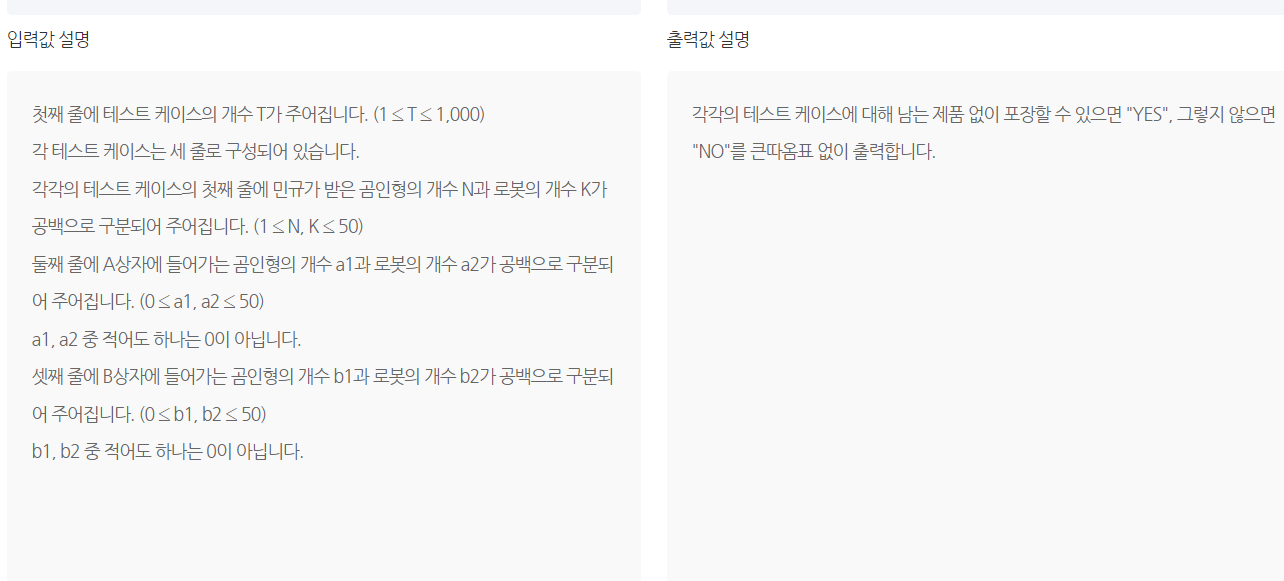 입력값 설명
첫째 줄에 테스트 케이스의 개수 T가 주어집니다. (1 ≤ T ≤ 1,000)
각 테스트 케이스는 세 줄로 구성되어 있습니다.
각각의 테스트 케이스의 첫째 줄에 민규가 받은 곰인형의 개수 N과 로봇의 개수 K가
공백으로 구분되어 주어집니다. (1 ≤ N, K ≤ 50)
둘째 줄에 A상자에 들어가는 곰인형의 개수 a1과 로봇의 개수 a2가 공백으로 구분되
어 주어집니다. (0 ≤ a1, a2 ≤ 50)
a1, a2 중 적어도 하나는 0이 아닙니다.
셋째 줄에 B상자에 들어가는 곰인형의 개수 b1과 로봇의 개수 b2가 공백으로 구분되
어 주어집니다. (0 ≤ b1, b2 ≤ 50)
b1, b2 중 적어도 하나는 0이 아닙니다.
출력값 설명
각각의 테스트 케이스에 대해 남는 제품 없이 포장할 수 있으면 "YES", 그렇지 않으면
"NO"를 큰따옴표 없이 출력합니다.